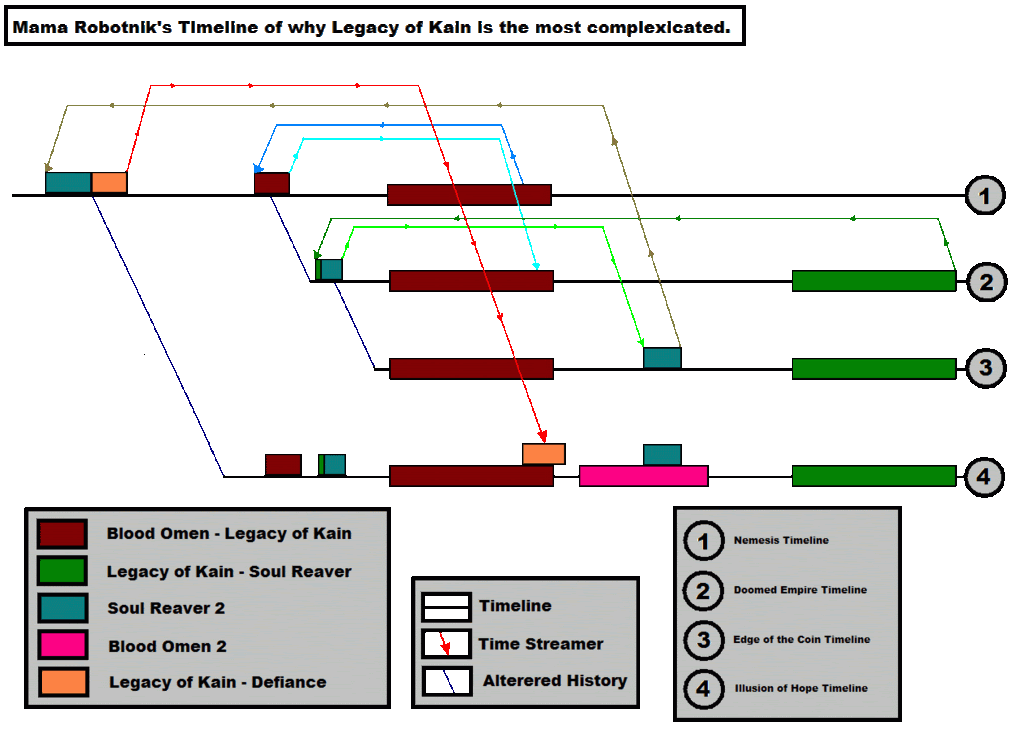 Mama Robotnik's Timeline of why Legacy of Kain is the most complexicated.
1
2
3
4
Blood Omen - Legacy of Kain
Legacy of Kain - Soul Reaver
Soul Reaver 2
Blood Omen 2
Legacy of Kain - Defiance
Timeline
Time Streamer
Alterered History
1 Nemesis Timeline
2 Doomed Empire Timeline
3 Edge of the Coin Timeline
4 Illusion of Hope Timeline